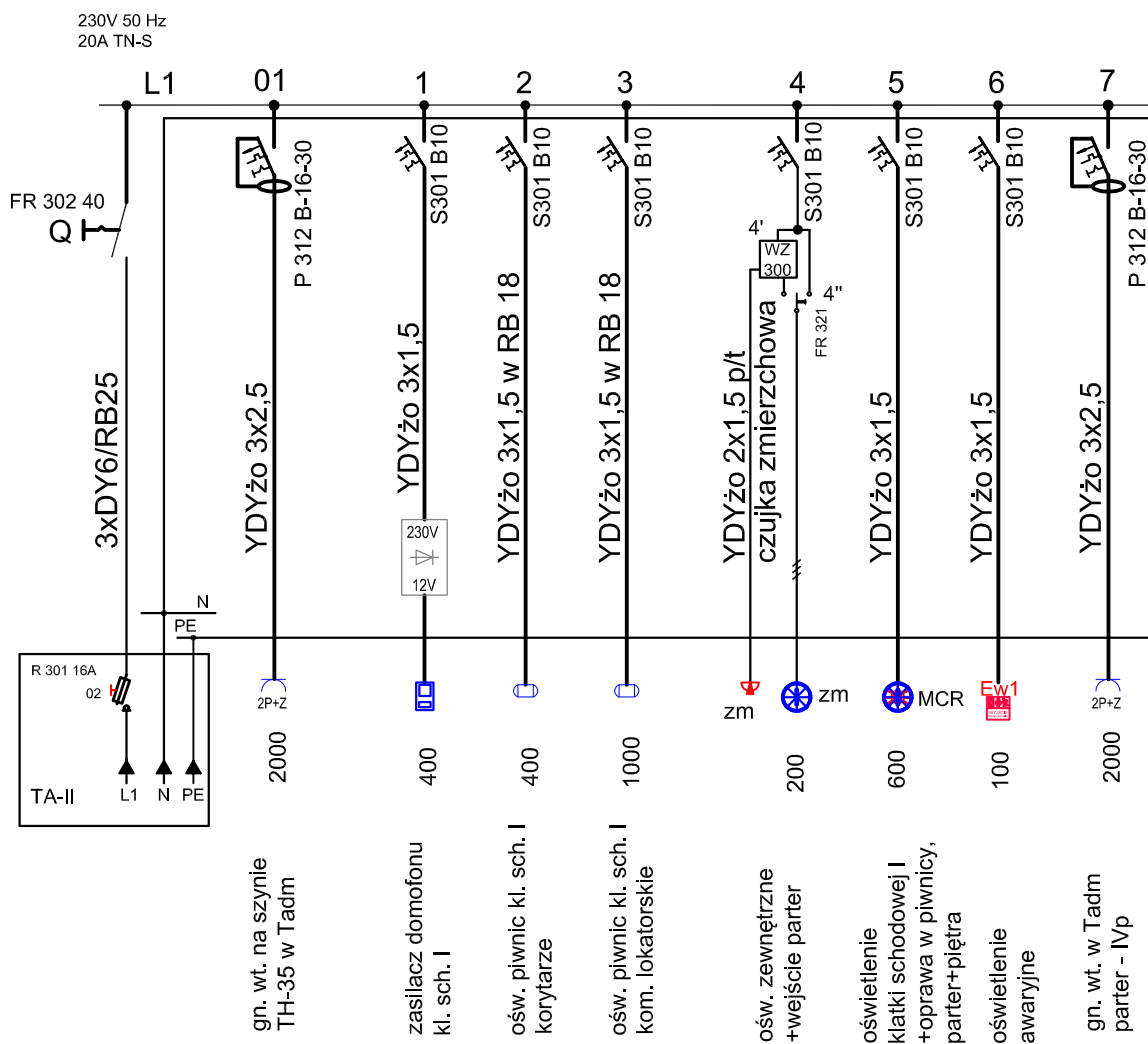 230V 50 Hz
20A TN-S
L1
01
1
2
3
4
5
6
7
FR 302 40
Q
3xDY6/RB25
P 312 B-16-30
YDYżo 3x2,5
S301 B10
YDYżo 3x1,5
230V
12V
S301 B10
YDYżo 3x1,5 w RB 18
S301 B10
YDYżo 3x1,5 w RB 18
S301 B10
4'
WZ
300
4"
FR 321
YDYżo 2x1,5 p/t
czujka zmierzchowa
S301 B10
YDYżo 3x1,5
S301 B10
YDYżo 3x1,5
P 312 B-16-30
YDYżo 3x2,5
N
PE
R 301 16A
02
TA-II
L1
N
PE
2P+Z
zm
zm
MCR
Ew1
2P+Z
2000
400
400
1000
200
600
100
2000
gn. wt. na szynie
TH-35 w Tadm
zasilacz domofonu
kl. sch. I
ośw. piwnic kl. sch. I
korytarze
ośw. piwnic kl. sch. I
kom. lokatorskie
ośw. zewnętrzne
+wejście parter
oświetlenie
klatki schodowej I
+oprawa w piwnicy,
parter+piętra
oświetlenie
awaryjne
gn. wt. w Tadm
parter - IVp